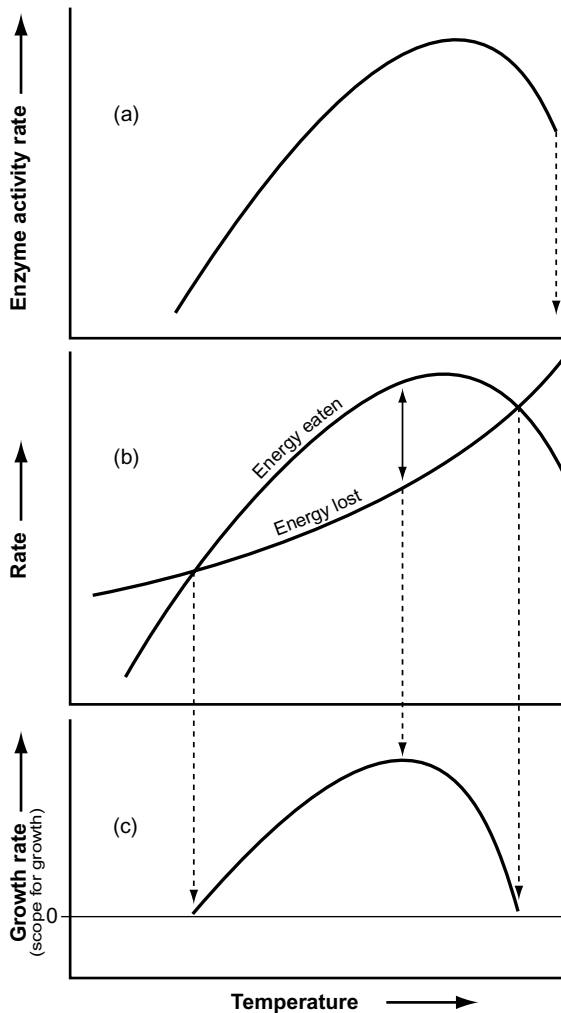 Enzyme activity rate
(a)
Rate
(b)
Energy eaten
Energy lost
Growth rate
(scope for growth)
(c)
0
Temperature